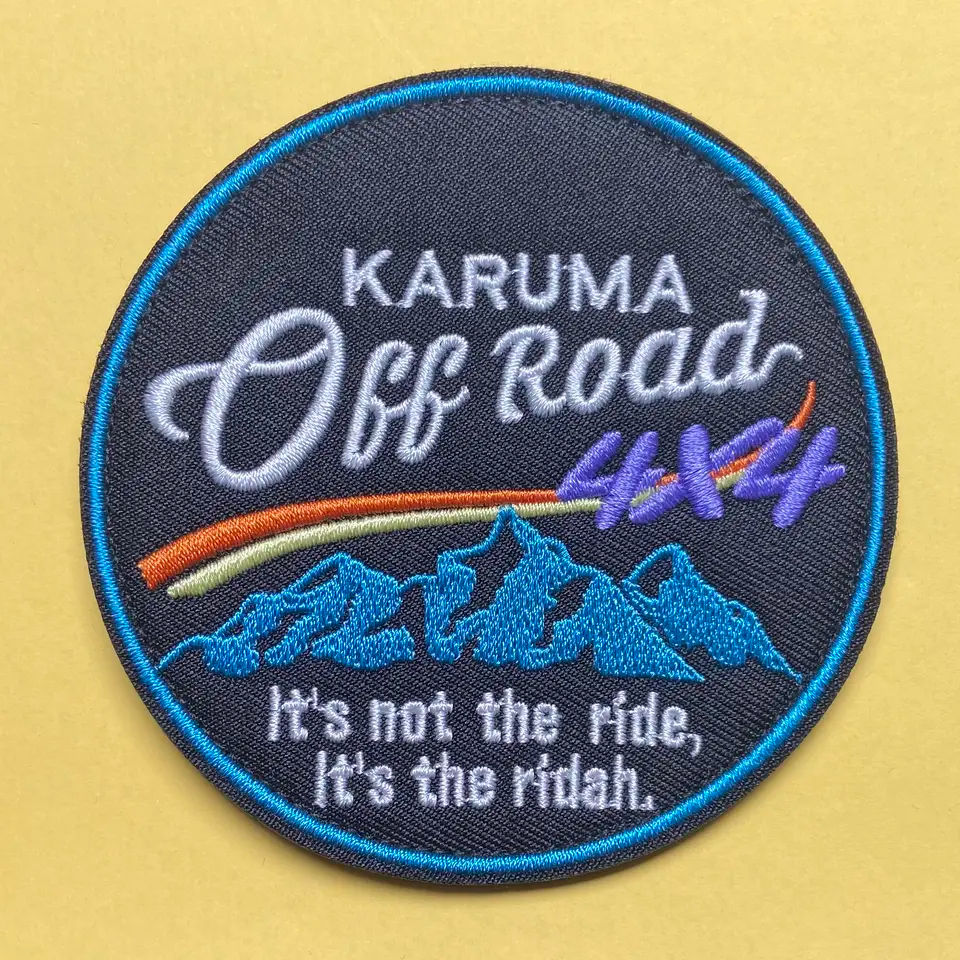 KARUMA
Off Road
4x4
It's not the ride,
It's the ridah.